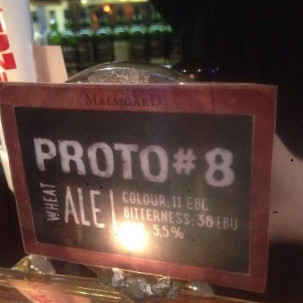 MALMGÅRD
PROTO#8
WHEAT
ALE
COLOUR: 11 EBC
BITTERNESS: 38 EBU
5,5%